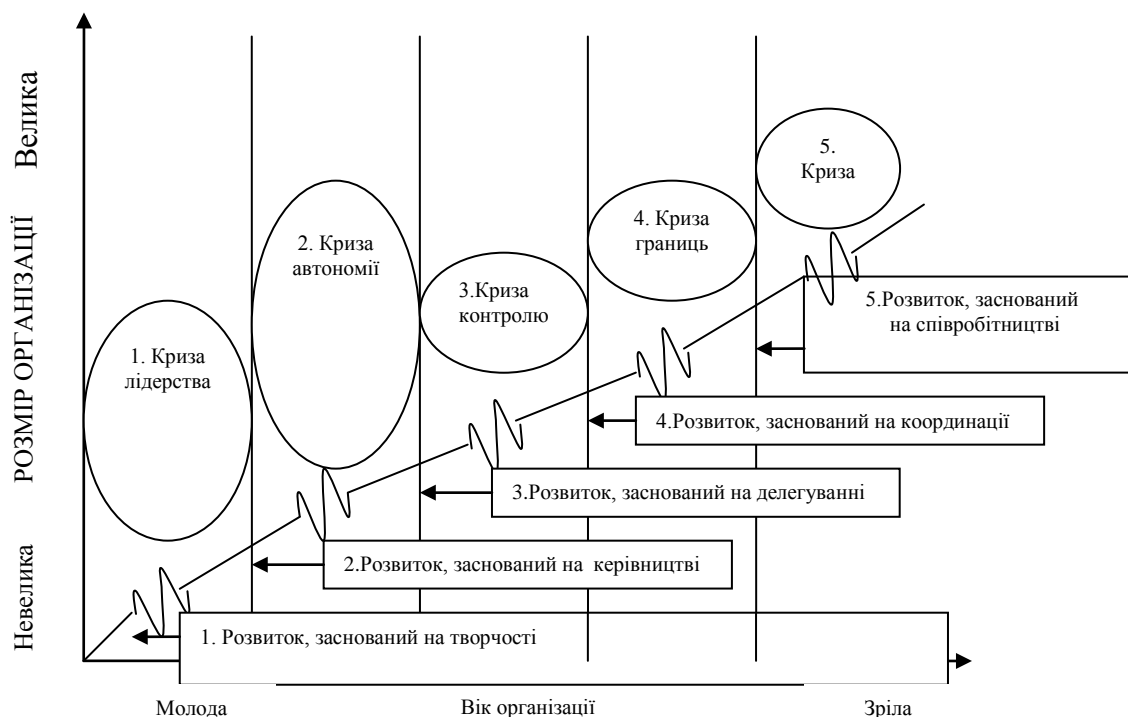 Велика
РОЗМІР ОРГАНІЗАЦІЇ
Невелика
1. Криза
лідерства
2. Криза
автономії
3.Криза
контролю
4. Криза
границь
5.
Криза
5.Розвиток, заснований
на співробітництві
4.Розвиток, заснований на координації
3.Розвиток, заснований на делегуванні
2.Розвиток, заснований на керівництві
1. Розвиток, заснований на творчості
Молода
Вік організації
Зріла